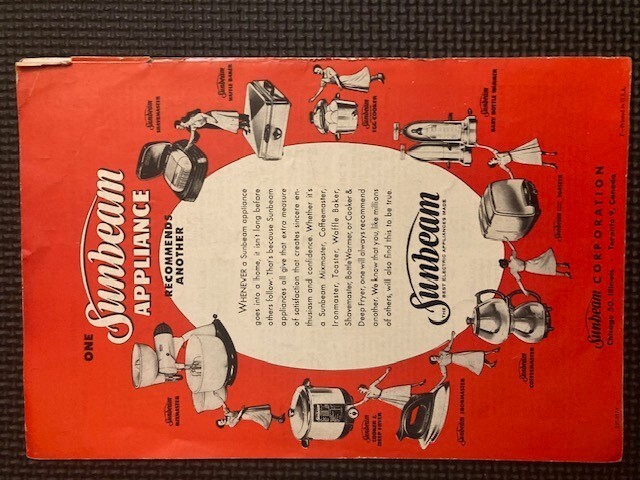 ONE
Sunbeam
APPLIANCE
RECOMMENDS
ANOTHER
Sunbeam
SHAVEMASTER
Sunbeam
WAFFLE BAKER
Sunbeam
EGG COOKER
Sunbeam
BABY BOTTLE WARMER
Sunbeam
TOASTER
Sunbeam
COFFEEMASTER
Sunbeam
IRONMASTER
Sunbeam
COOKER &
DEEP FRYER
Sunbeam
MIXMASTER
WHENEVER a Sunbeam appliance
goes into a home, it isn't long before
others follow. That's because Sunbeam
appliances all give that extra measure
of satisfaction that creates sincere en-
thusiasm and confidence. Whether it's
a Sunbeam Mixmaster, Coffeemaster,
Ironmaster, Toaster, Waffle Baker,
Shavemaster, Bottle Warmer, or Cooker &
Deep Fryer, one will always recommend
another. We know that you, like millions
of others, will also find this to be true.
Sunbeam
THE BEST ELECTRIC APPLIANCES MADE
Sunbeam CORPORATION
Chicago 50, Illinois Toronto 9, Canada
Printed in U.S.A.